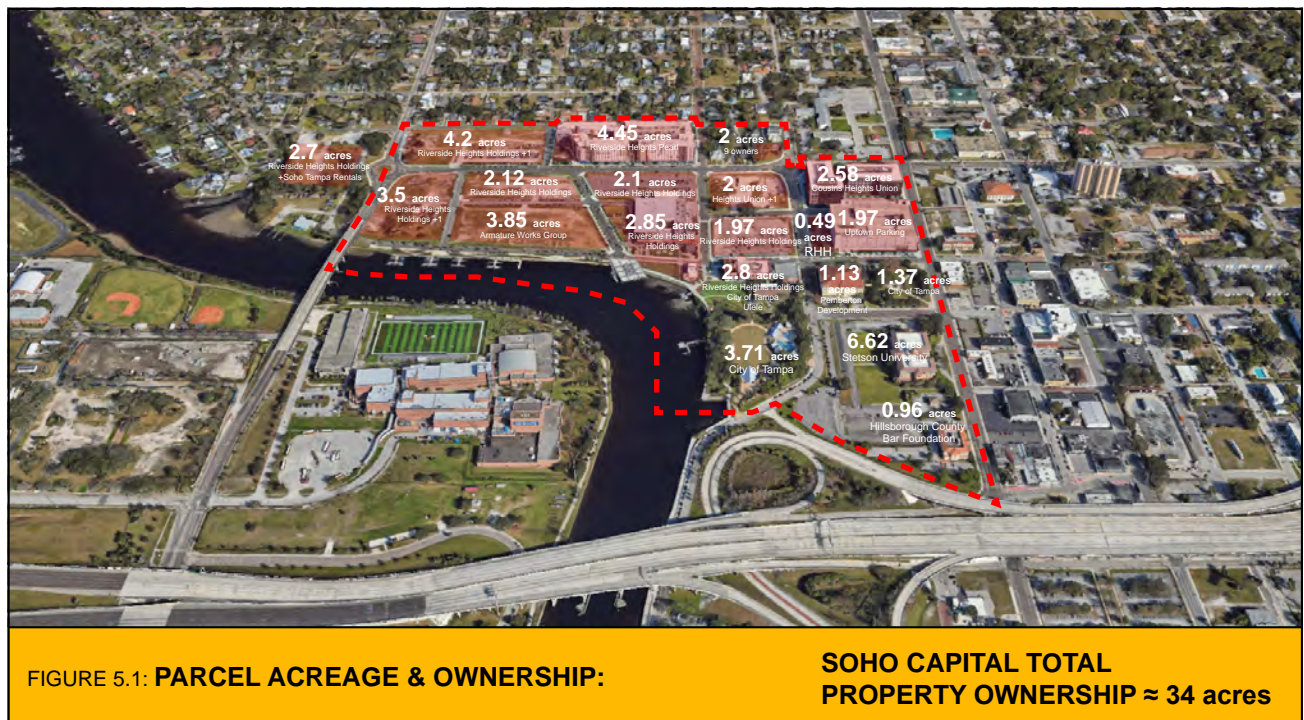 4.2 acres
Riverside Heights Holdings +1
4.45 acres
Riverside Heights Pearl
2 acres
9 owners
2.7 acres
Riverside Heights Holdings
+Soho Tampa Rentals
2.58 acres
Cousins Heights Union
3.5 acres
Riverside Heights
Holdings +1
2.12 acres
Riverside Heights Holdings
2.1 acres
Riverside Heights Holdings
2 acres
Heights Union +1
3.85 acres
Armature Works Group
2.85 acres
Riverside Heights
Holdings
1.97 acres
Riverside Heights Holdings
0.49
acres
RHH
1.97 acres
Uptown Parking
2.8 acres
Riverside Heights Holdings
City of Tampa
Ulele
1.13
acres
Pemberton
Development
1.37 acres
City of Tampa
3.71 acres
City of Tampa
6.62 acres
Stetson University
0.96 acres
Hillsborough County
Bar Foundation
FIGURE 5.1: PARCEL ACREAGE & OWNERSHIP:
SOHO CAPITAL TOTAL
PROPERTY OWNERSHIP ≈ 34 acres